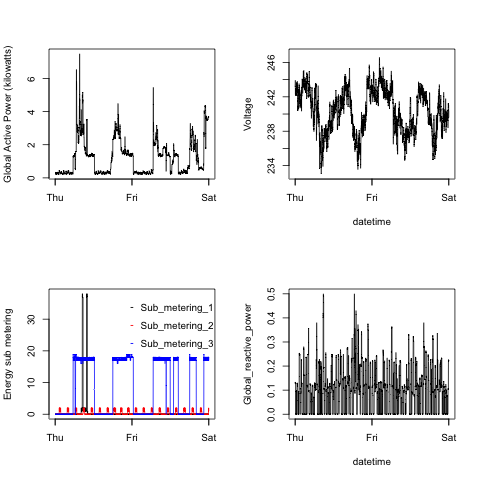 Global Active Power (kilowatts)
0 2 4 6
Thu Fri Sat
Voltage
234 238 242 246
Thu Fri Sat
datetime
Energy sub metering
0 10 20 30
Sub_metering_1
Sub_metering_2
Sub_metering_3
Thu Fri Sat
Global_reactive_power
0.0 0.1 0.2 0.3 0.4 0.5
Thu Fri Sat
datetime